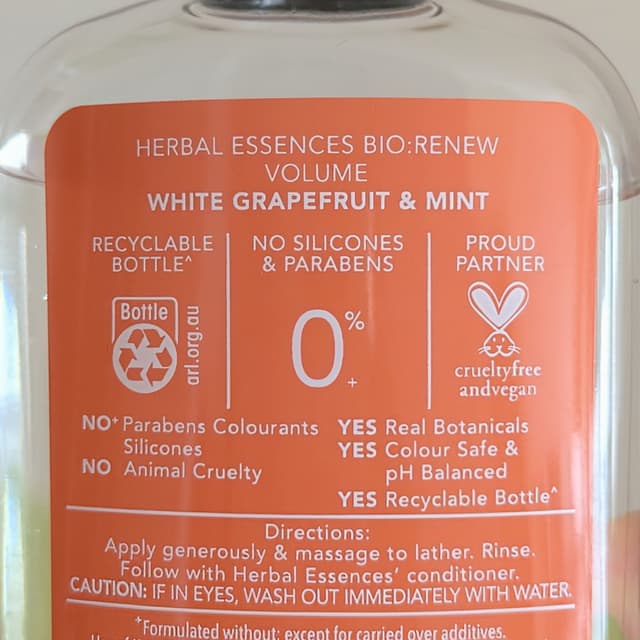 HERBAL ESSENCES BIO:RENEW
VOLUME
WHITE GRAPEFRUIT & MINT
RECYCLABLE
BOTTLE^
NO SILICONES
& PARABENS
PROUD
PARTNER
Bottle
arl.org.au
0%+
crueltyfree
andvegan
NO+ Parabens Colourants
Silicones
NO Animal Cruelty
YES Real Botanicals
YES Colour Safe &
pH Balanced
YES Recyclable Bottle^
Directions:
Apply generously & massage to lather. Rinse.
Follow with Herbal Essences' conditioner.
CAUTION: IF IN EYES, WASH OUT IMMEDIATELY WITH WATER.
+Formulated without; except for carried over additives.